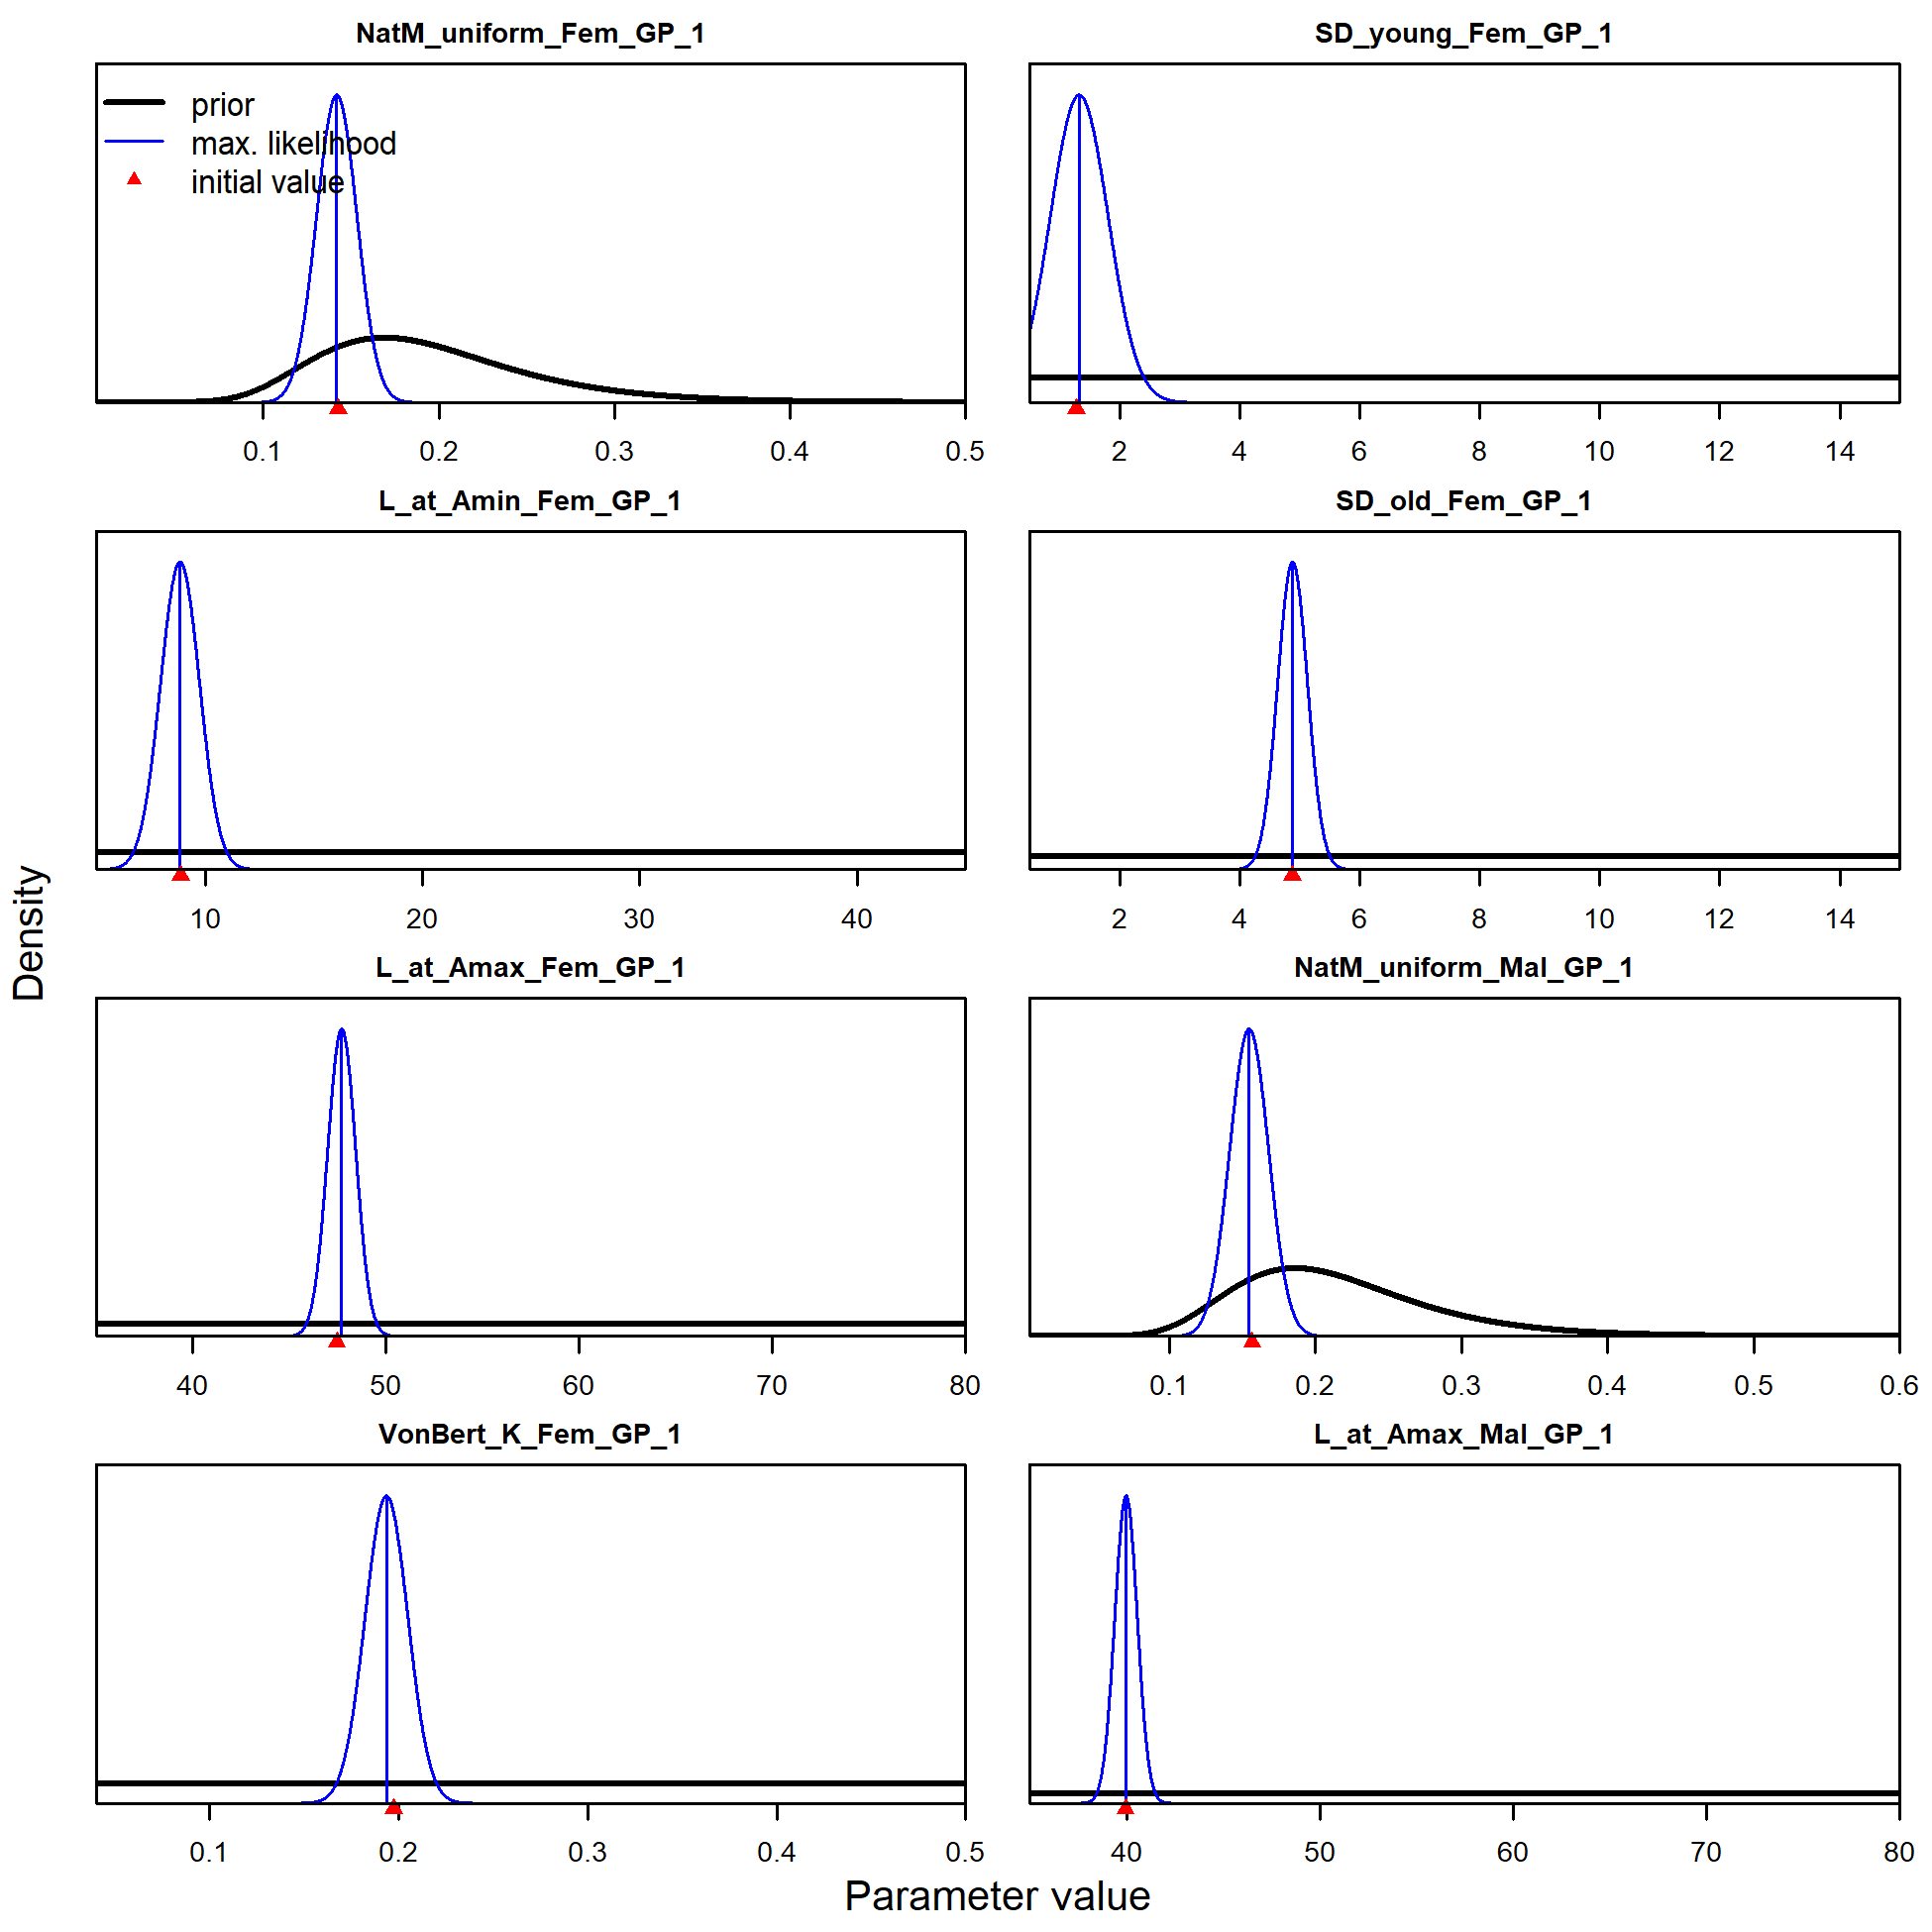 NatM_uniform_Fem_GP_1
prior
max. likelihood
initial value
0.1 0.2 0.3 0.4 0.5
SD_young_Fem_GP_1
2 4 6 8 10 12 14
L_at_Amin_Fem_GP_1
10 20 30 40
SD_old_Fem_GP_1
2 4 6 8 10 12 14
L_at_Amax_Fem_GP_1
40 50 60 70 80
NatM_uniform_Mal_GP_1
0.1 0.2 0.3 0.4 0.5 0.6
VonBert_K_Fem_GP_1
0.1 0.2 0.3 0.4 0.5
L_at_Amax_Mal_GP_1
40 50 60 70 80
Density
Parameter value